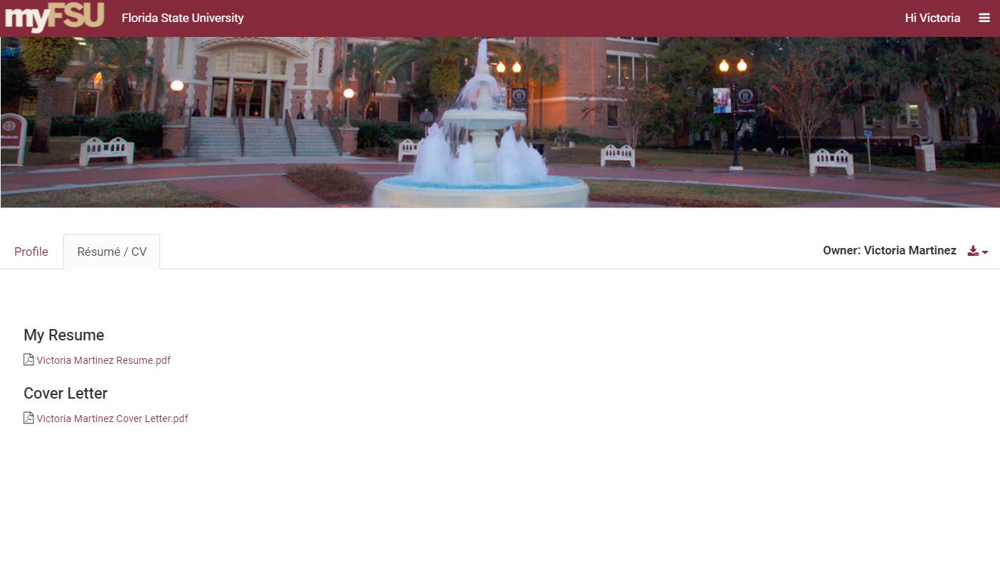 myFSU Florida State University Hi Victoria
Profile
Résumé / CV
Owner: Victoria Martinez
My Resume
Victoria Martinez Resume.pdf
Cover Letter
Victoria Martinez Cover Letter.pdf